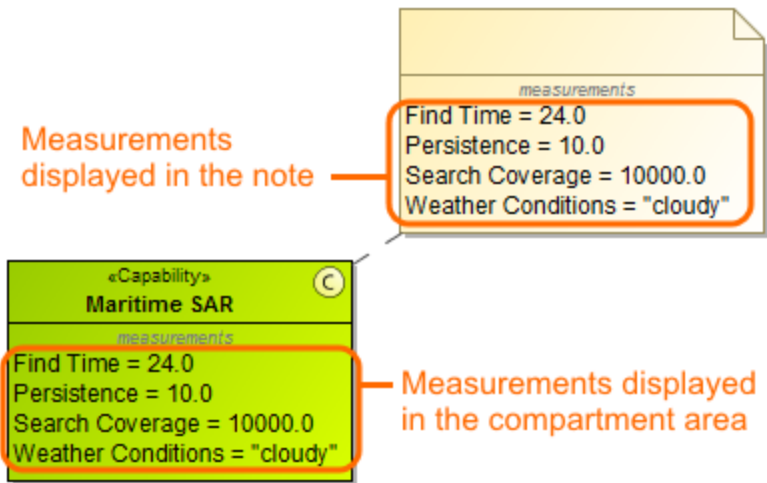 measurements
Find Time = 24.0
Persistence = 10.0
Search Coverage = 10000.0
Weather Conditions = "cloudy"
Measurements
displayed in the note
«Capability»
C
Maritime SAR
measurements
Find Time = 24.0
Persistence = 10.0
Search Coverage = 10000.0
Weather Conditions = "cloudy"
Measurements displayed
in the compartment area